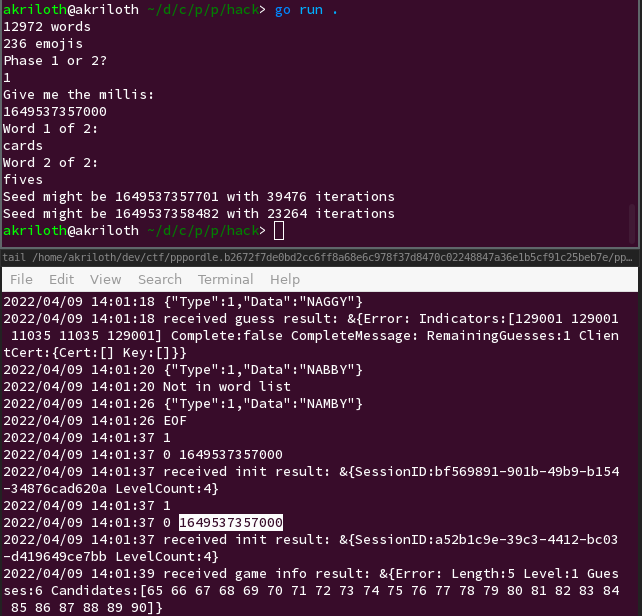 akriloth@akriloth ~/d/c/p/p/hack> go run .
12972 words
236 emojis
Phase 1 or 2?
1
Give me the millis:
1649537357000
Word 1 of 2:
cards
Word 2 of 2:
fives
Seed might be 1649537357701 with 39476 iterations
Seed might be 1649537358482 with 23264 iterations
akriloth@akriloth ~/d/c/p/p/hack>
tail /home/akriloth/dev/ctf/pppordle.b2672f7de0bd2cc6ff8a68e6c978f37d8470c02248847a36e1b5cf91c25beb7e/pp…
File Edit View Search Terminal Help
2022/04/09 14:01:18 {"Type":1,"Data":"NAGGY"}
2022/04/09 14:01:18 received guess result: &{Error: Indicators:[129001 129001
11035 11035 129001] Complete:false CompleteMessage: RemainingGuesses:1 Clien
tCert:{Cert:[] Key:[]}}
2022/04/09 14:01:20 {"Type":1,"Data":"NABBY"}
2022/04/09 14:01:20 Not in word list
2022/04/09 14:01:26 {"Type":1,"Data":"NAMBY"}
2022/04/09 14:01:26 EOF
2022/04/09 14:01:37 1
2022/04/09 14:01:37 0 1649537357000
2022/04/09 14:01:37 received init result: &{SessionID:bf569891-901b-49b9-b154
-34876cad620a LevelCount:4}
2022/04/09 14:01:37 1
2022/04/09 14:01:37 0 1649537357000
2022/04/09 14:01:37 received init result: &{SessionID:a52b1c9e-39c3-4412-bc03
-d419649ce7bb LevelCount:4}
2022/04/09 14:01:39 received game info result: &{Error: Length:5 Level:1 Gues
ses:6 Candidates:[65 66 67 68 69 70 71 72 73 74 75 76 77 78 79 80 81 82 83 84
85 86 87 88 89 90]}